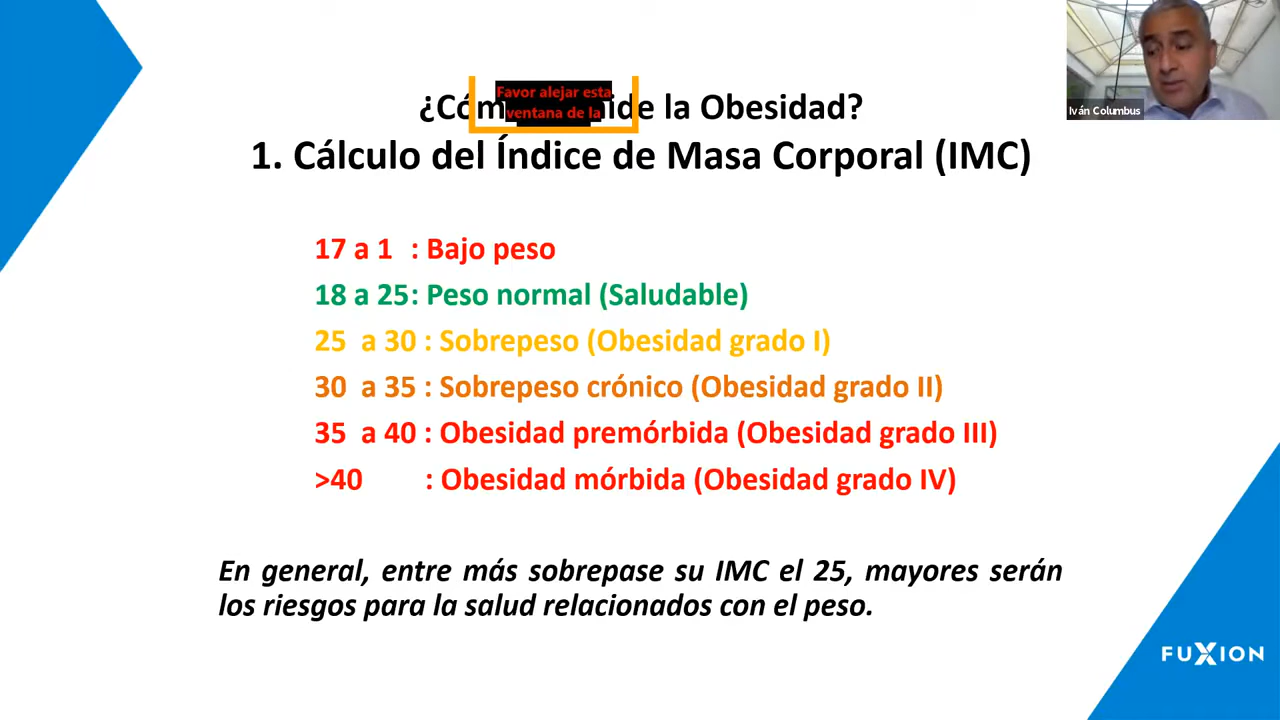 Favor alejar esta
ventana de la
¿Cóm ide la Obesidad?
1. Cálculo del Índice de Masa Corporal (IMC)
17 a 1 : Bajo peso
18 a 25: Peso normal (Saludable)
25 a 30 : Sobrepeso (Obesidad grado I)
30 a 35 : Sobrepeso crónico (Obesidad grado II)
35 a 40 : Obesidad premórbida (Obesidad grado III)
>40 : Obesidad mórbida (Obesidad grado IV)
En general, entre más sobrepase su IMC el 25, mayores serán
los riesgos para la salud relacionados con el peso.
Iván Columbus
FUXION